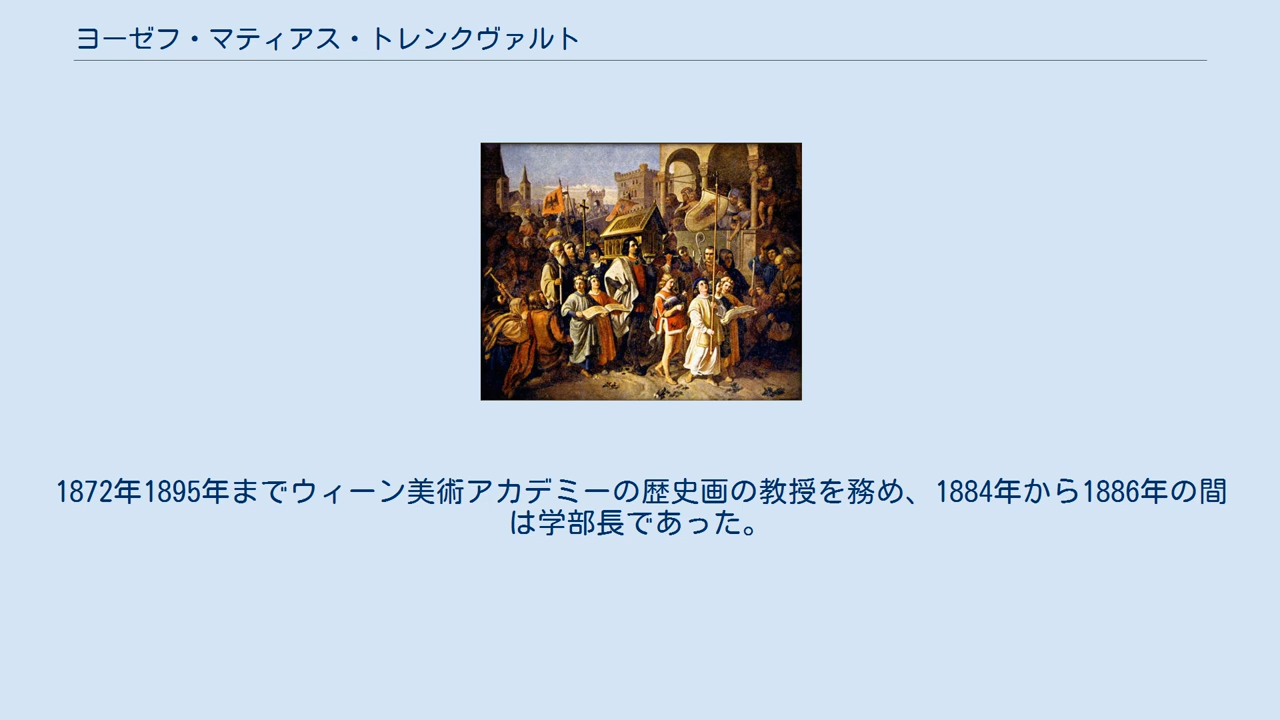 ヨーゼフ・マティアス・トレンクヴァルト
1872年1895年までウィーン美術アカデミーの歴史画の教授を務め、1884年から1886年の間
は学部長であった。